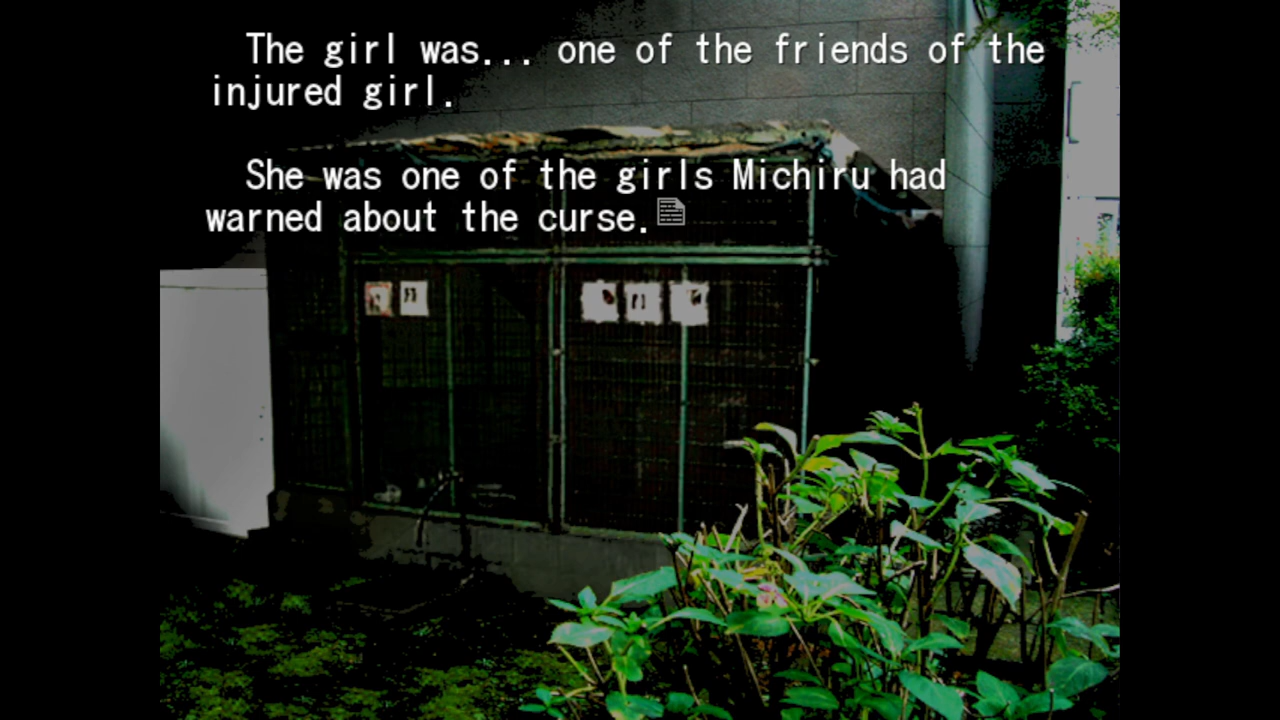 The girl was... one of the friends of the
injured girl.
She was one of the girls Michiru had
warned about the curse.